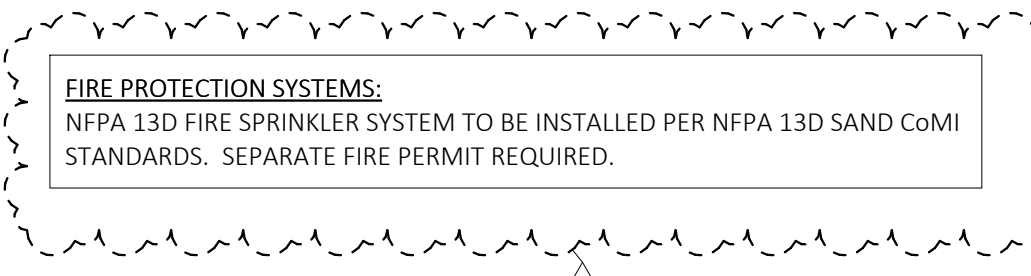 FIRE PROTECTION SYSTEMS:
NFPA 13D FIRE SPRINKLER SYSTEM TO BE INSTALLED PER NFPA 13D SAND CoMI
STANDARDS.  SEPARATE FIRE PERMIT REQUIRED.